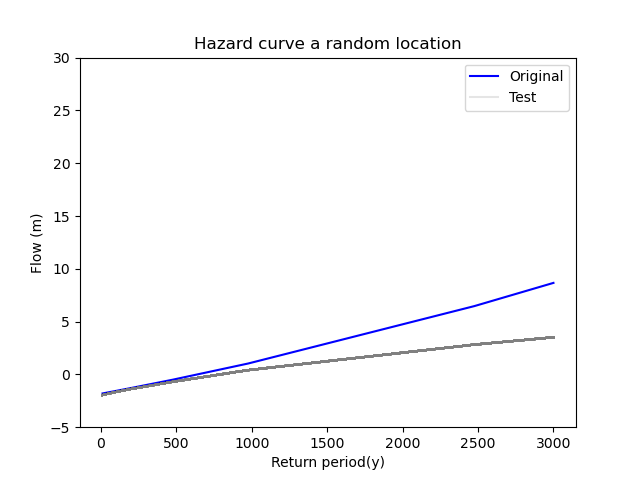 Hazard curve a random location
Original
Test
30
25
20
15
10
5
0
−5
Flow (m)
0 500 1000 1500 2000 2500 3000
Return period(y)